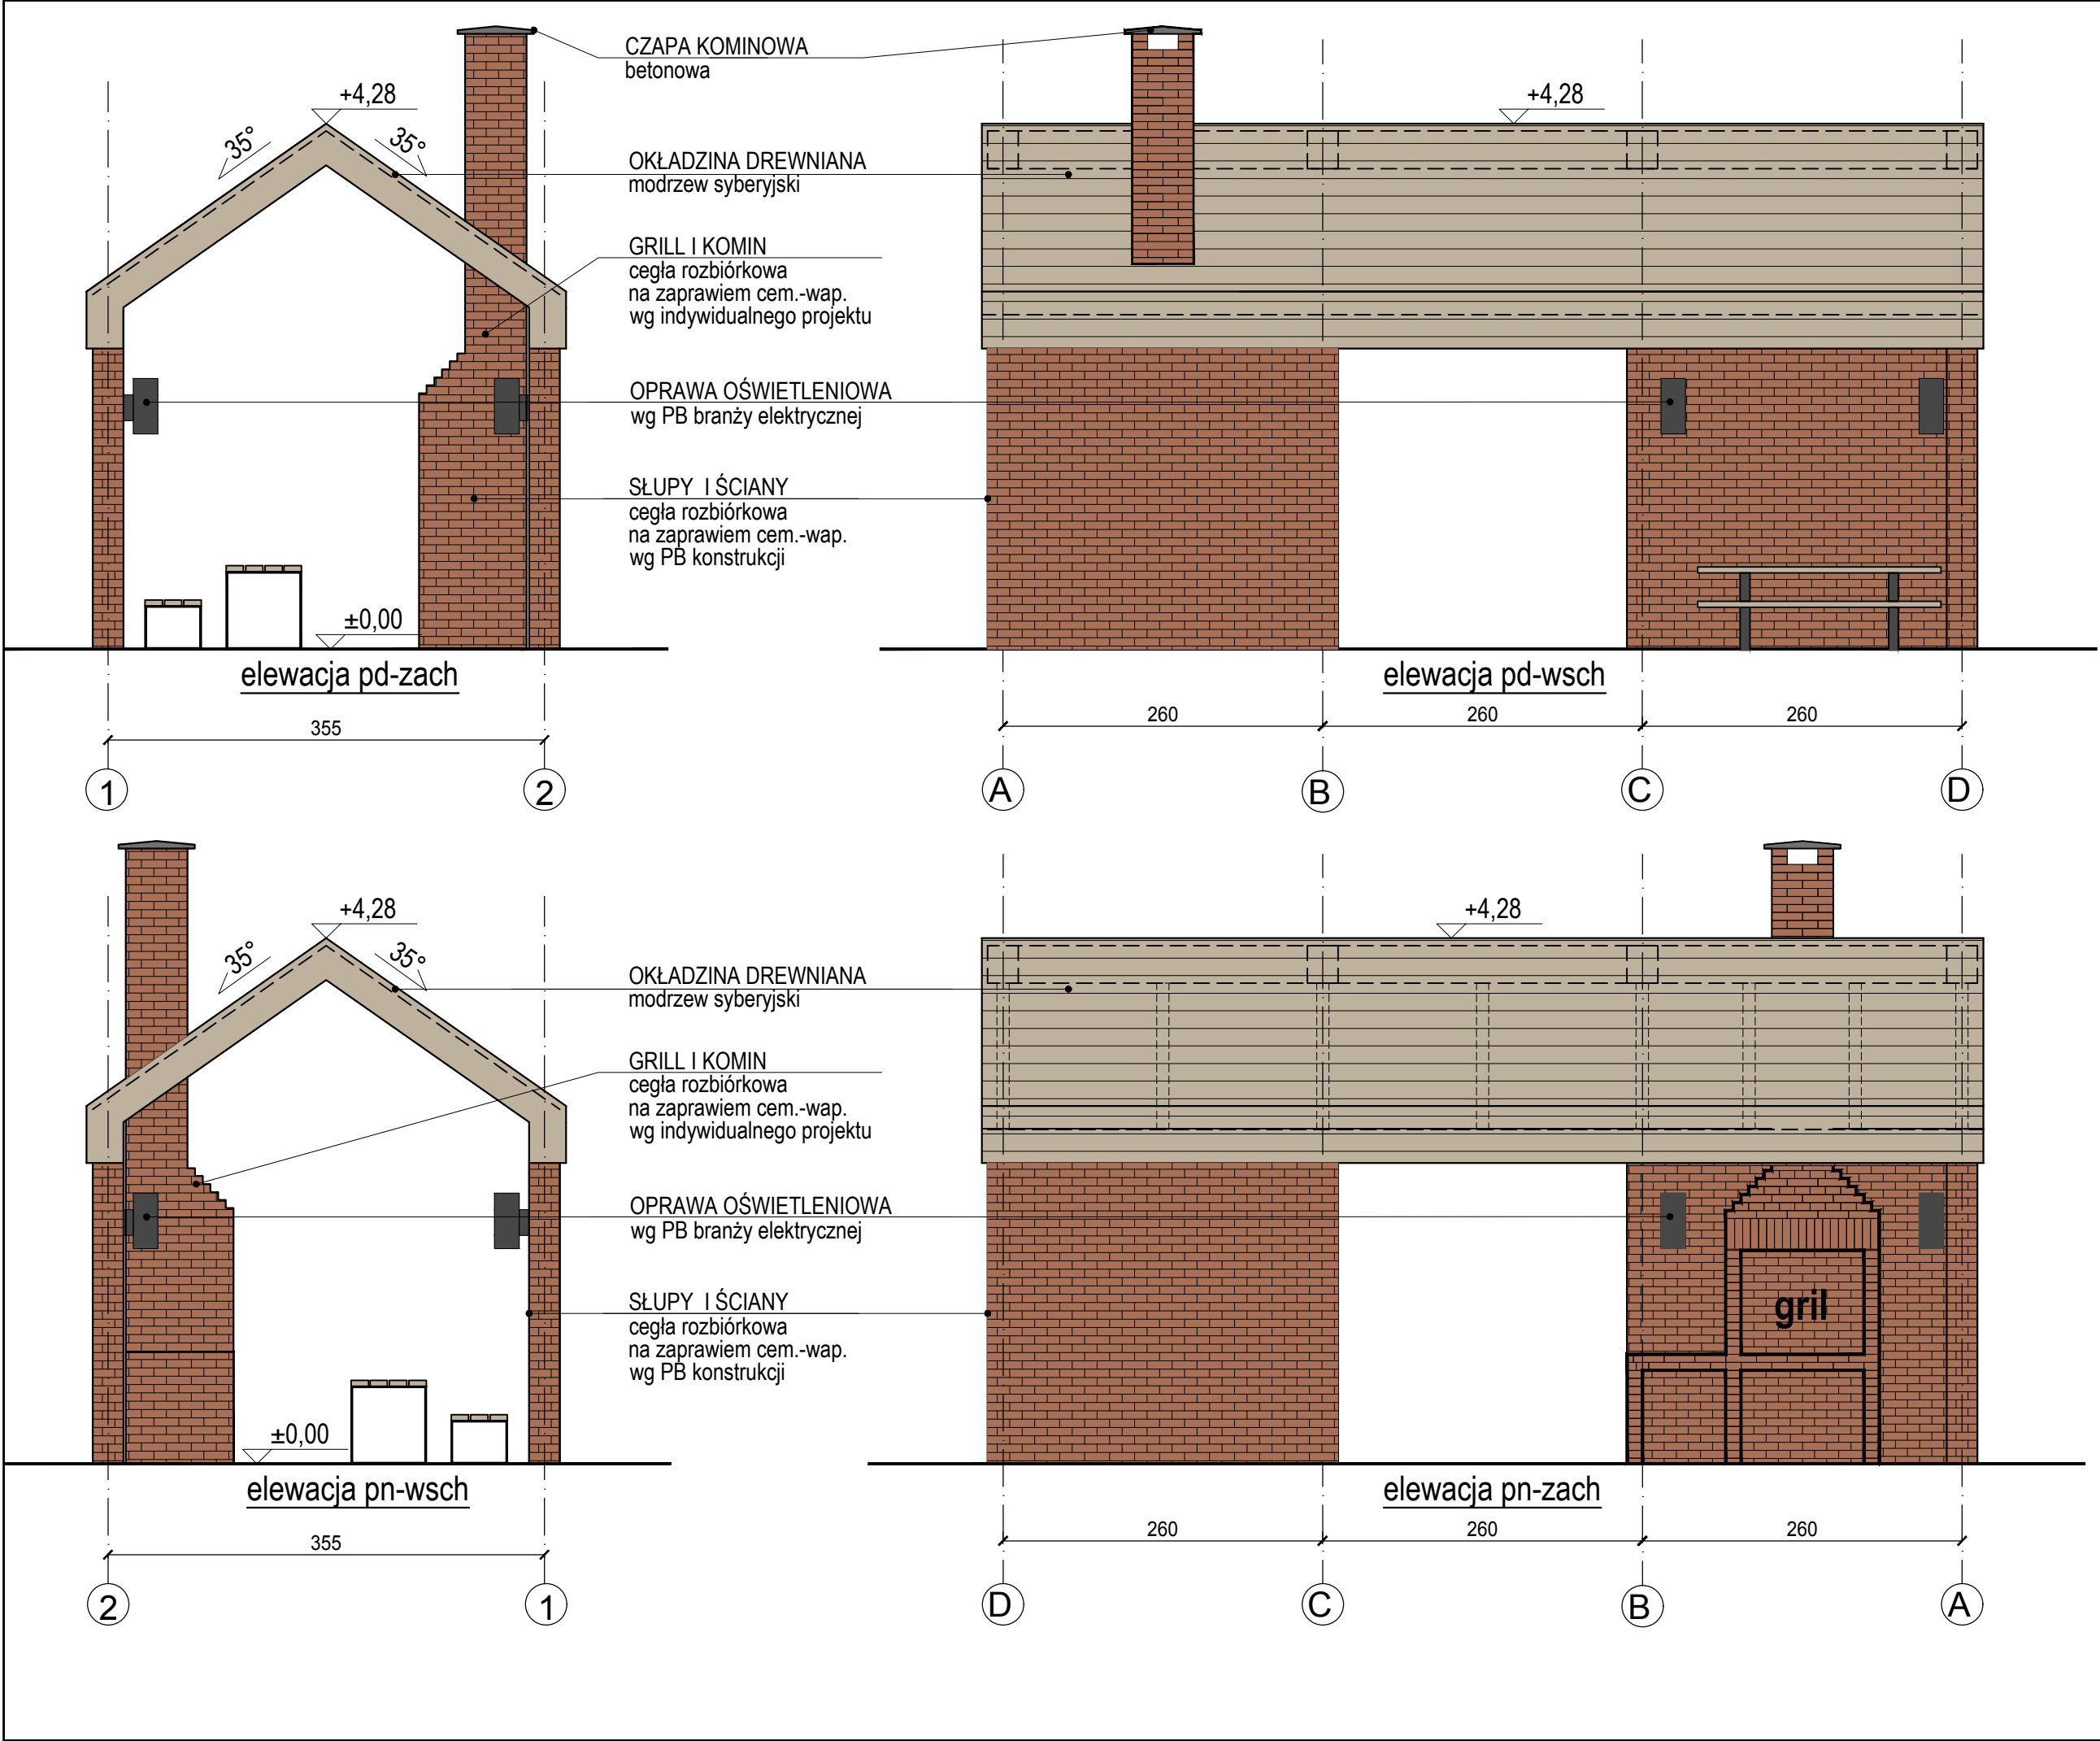 CZAPA KOMINOWA
betonowa
+4,28
35°
35°
+4,28
OKŁADZINA DREWNIANA
modrzew syberyjski
GRILL I KOMIN
cegła rozbiórkowa
na zaprawiem cem.-wap.
wg indywidualnego projektu
OPRAWA OŚWIETLENIOWA
wg PB branży elektrycznej
SŁUPY I ŚCIANY
cegła rozbiórkowa
na zaprawiem cem.-wap.
wg PB konstrukcji
±0,00
elewacja pd-zach
elewacja pd-wsch
355
260
260
260
1
2
A
B
C
D
+4,28
35°
35°
+4,28
OKŁADZINA DREWNIANA
modrzew syberyjski
GRILL I KOMIN
cegła rozbiórkowa
na zaprawiem cem.-wap.
wg indywidualnego projektu
OPRAWA OŚWIETLENIOWA
wg PB branży elektrycznej
SŁUPY I ŚCIANY
cegła rozbiórkowa
na zaprawiem cem.-wap.
wg PB konstrukcji
gril
±0,00
elewacja pn-wsch
elewacja pn-zach
355
260
260
260
2
1
D
C
B
A